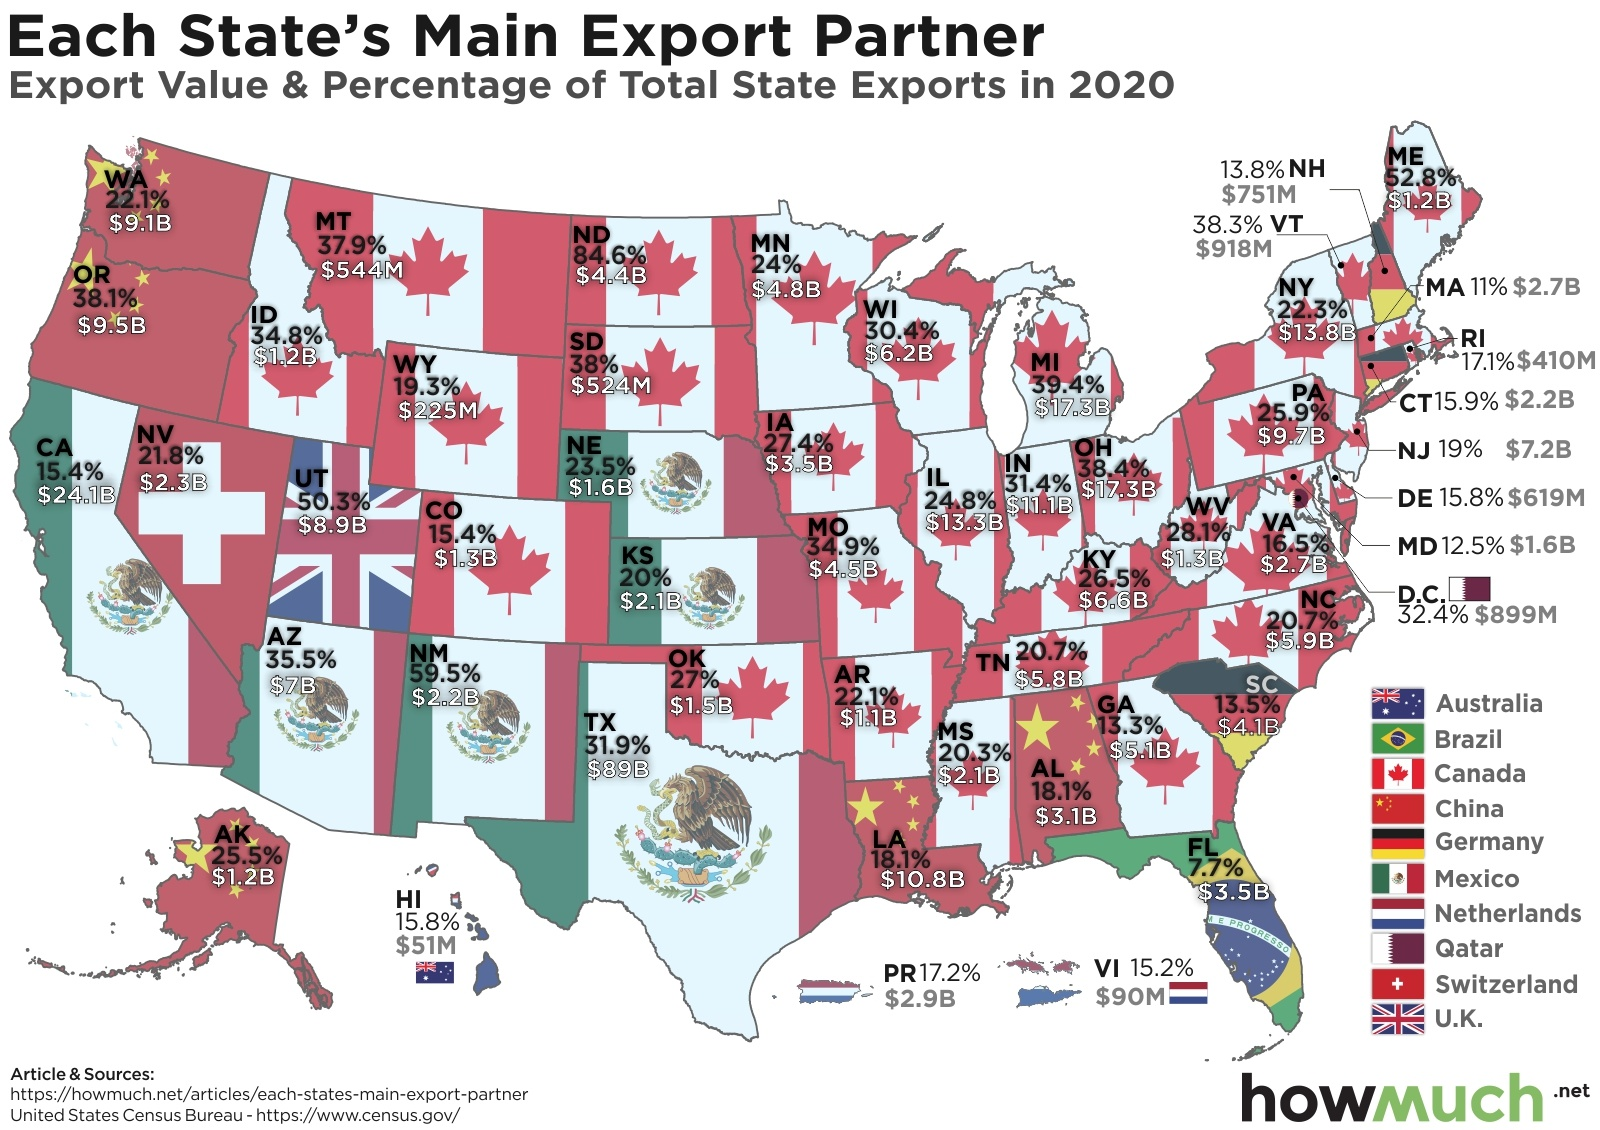 Each State’s Main Export Partner
Export Value & Percentage of Total State Exports in 2020
WA
22.1%
$9.1B
OR
38.1%
$9.5B
CA
15.4%
$24.1B
NV
21.8%
$2.3B
ID
34.8%
$1.2B
MT
37.9%
$544M
WY
19.3%
$225M
UT
50.3%
$8.9B
CO
15.4%
$1.3B
AZ
35.5%
$7B
NM
59.5%
$2.2B
ND
84.6%
$4.4B
SD
38%
$524M
NE
23.5%
$1.6B
KS
20%
$2.1B
OK
27%
$1.5B
TX
31.9%
$89B
MN
24%
$4.8B
IA
27.4%
$3.5B
MO
34.9%
$4.5B
AR
22.1%
$1.1B
LA
18.1%
$10.8B
WI
30.4%
$6.2B
IL
24.8%
$13.3B
MI
39.4%
$17.3B
IN
31.4%
$11.1B
OH
38.4%
$17.3B
KY
26.5%
$6.6B
TN 20.7%
$5.8B
MS
20.3%
$2.1B
AL
18.1%
$3.1B
GA
13.3%
$5.1B
FL
7.7%
$3.5B
M E PROGRESSO
SC
13.5%
$4.1B
NC
20.7%
$5.9B
VA
16.5%
$2.7B
WV
28.1%
$1.3B
PA
25.9%
$9.7B
NY
22.3%
$13.8B
ME
52.8%
$1.2B
13.8% NH
$751M
38.3% VT
$918M
MA 11% $2.7B
RI
17.1% $410M
CT 15.9% $2.2B
NJ 19% $7.2B
DE 15.8% $619M
MD 12.5% $1.6B
D.C.
32.4% $899M
AK
25.5%
$1.2B
HI
15.8%
$51M
PR 17.2%
$2.9B
VI 15.2%
$90M
Australia
Brazil
Canada
China
Germany
Mexico
Netherlands
Qatar
Switzerland
U.K.
Article & Sources:
https://howmuch.net/articles/each-states-main-export-partner
United States Census Bureau - https://www.census.gov/
howmuch.net